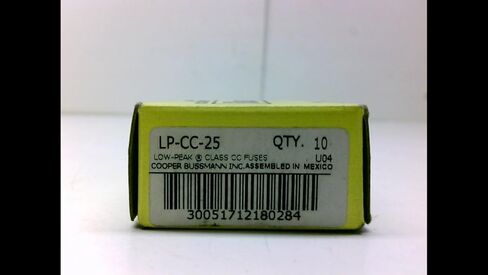 LP-CC-25 QTY. 10
LOW-PEAK ® CLASS CC FUSES U04
COOPER BUSSMANN INC. ASSEMBLED IN MEXICO
30051712180284